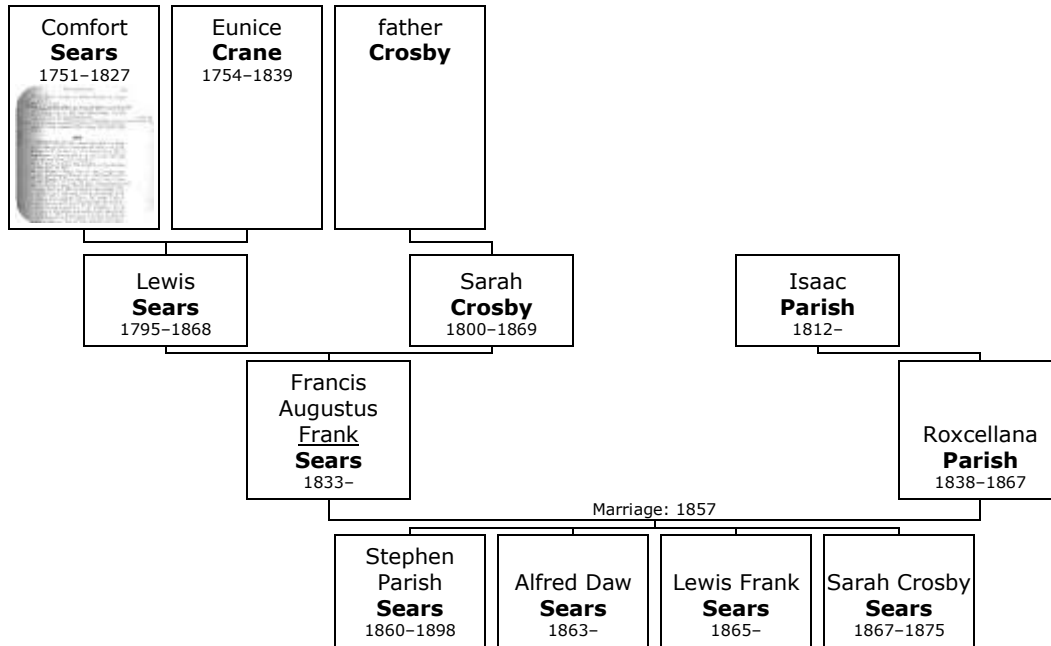 Comfort
Sears
1751–1827
Eunice
Crane
1754–1839
father
Crosby
Lewis
Sears
1795–1868
Sarah
Crosby
1800–1869
Isaac
Parish
1812–
Francis
Augustus
Frank
Sears
1833–
Roxcellana
Parish
1838–1867
Marriage: 1857
Stephen
Parish
Sears
1860–1898
Alfred Daw
Sears
1863–
Lewis Frank
Sears
1865–
Sarah Crosby
Sears
1867–1875